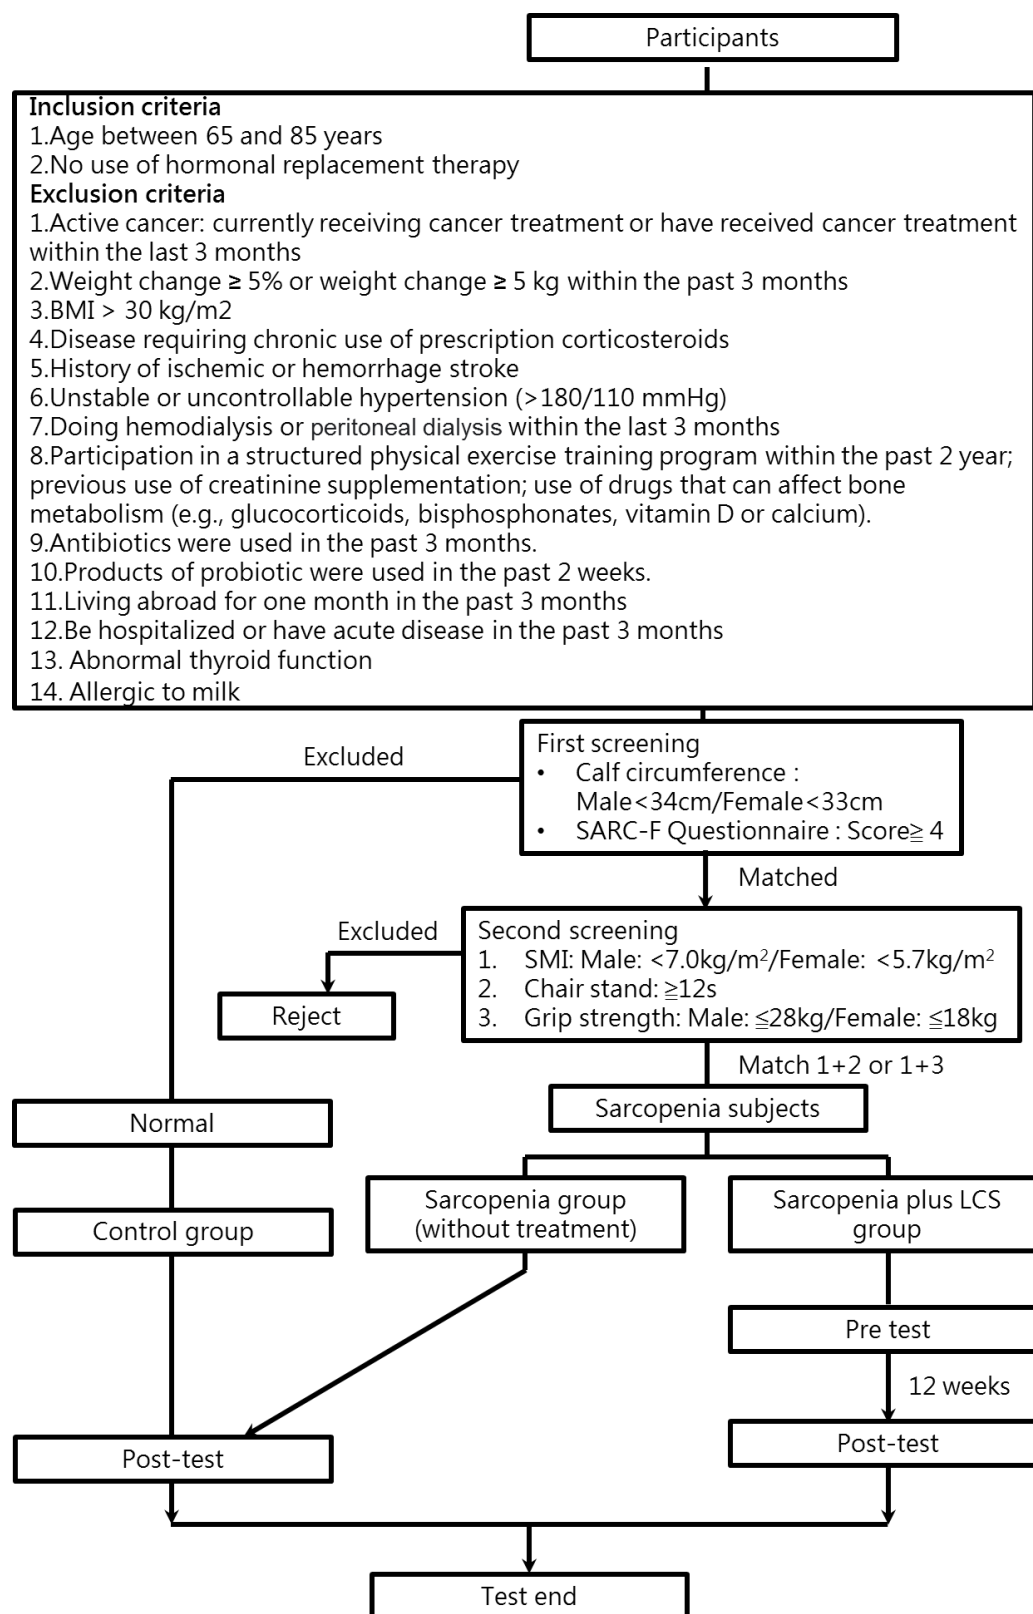 Participants
Inclusion criteria
1.Age between 65 and 85 years
2.No use of hormonal replacement therapy
Exclusion criteria
1.Active cancer: currently receiving cancer treatment or have received cancer treatment
within the last 3 months
2.Weight change ≥ 5% or weight change ≥ 5 kg within the past 3 months
3.BMI > 30 kg/m2
4.Disease requiring chronic use of prescription corticosteroids
5.History of ischemic or hemorrhage stroke
6.Unstable or uncontrollable hypertension (>180/110 mmHg)
7.Doing hemodialysis or peritoneal dialysis within the last 3 months
8.Participation in a structured physical exercise training program within the past 2 year;
previous use of creatinine supplementation; use of drugs that can affect bone
metabolism (e.g., glucocorticoids, bisphosphonates, vitamin D or calcium).
9.Antibiotics were used in the past 3 months.
10.Products of probiotic were used in the past 2 weeks.
11.Living abroad for one month in the past 3 months
12.Be hospitalized or have acute disease in the past 3 months
13. Abnormal thyroid function
14. Allergic to milk
Excluded
First screening
• Calf circumference :
Male<34cm/Female<33cm
• SARC-F Questionnaire : Score≧ 4
Matched
Excluded
Second screening
1. SMI: Male: <7.0kg/m²/Female: <5.7kg/m²
2. Chair stand: ≧12s
3. Grip strength: Male: ≦28kg/Female: ≦18kg
Reject
Match 1+2 or 1+3
Sarcopenia subjects
Normal
Sarcopenia group
(without treatment)
Sarcopenia plus LCS
group
Control group
Pre test
12 weeks
Post-test
Post-test
Test end